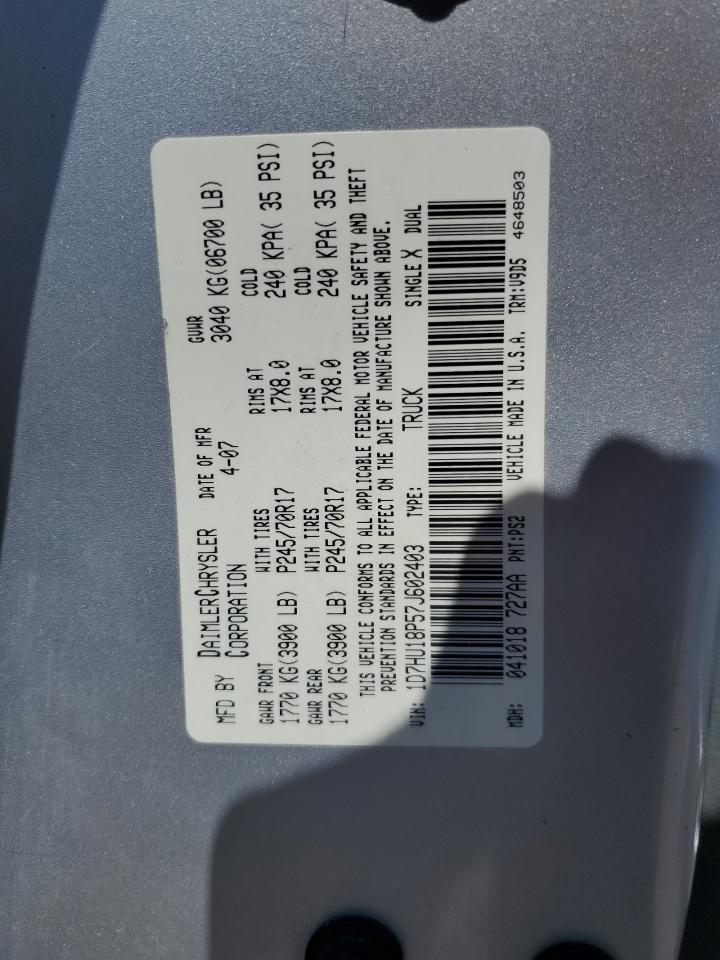 MFD BY DAIMLERCHRYSLER CORPORATION
DATE OF MFR 4-07
GVWR 3040 KG(06700 LB)
GAWR FRONT WITH TIRES RIMS AT COLD
1770 KG(3900 LB) P245/70R17 17X8.0 240 KPA( 35 PSI)
GAWR REAR WITH TIRES RIMS AT COLD
1770 KG(3900 LB) P245/70R17 17X8.0 240 KPA( 35 PSI)
THIS VEHICLE CONFORMS TO ALL APPLICABLE FEDERAL MOTOR VEHICLE SAFETY AND THEFT
PREVENTION STANDARDS IN EFFECT ON THE DATE OF MANUFACTURE SHOWN ABOVE.
VIN: 1D7HU18P57J602403 TYPE: TRUCK SINGLE X DUAL
MDH: 041018 727AA PNT:PS2 VEHICLE MADE IN U.S.A. TRM:V9D5 4648503